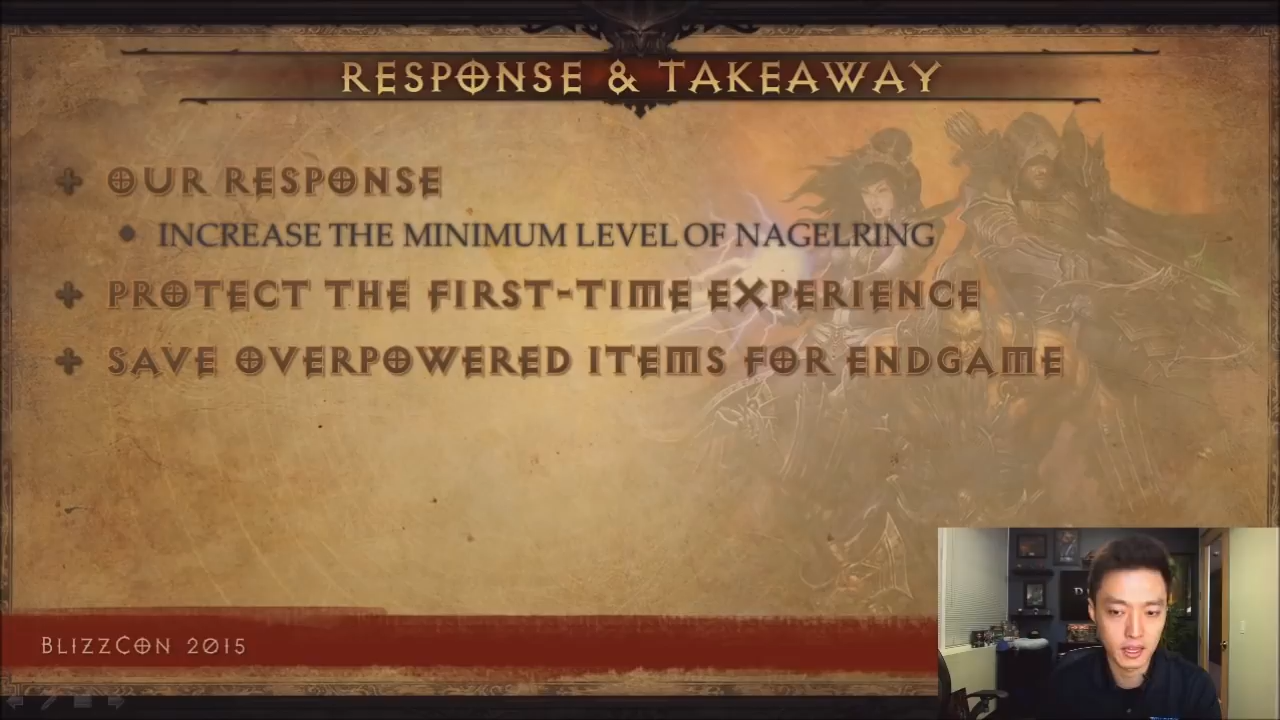 RESPONSE & TAKEAWAY
OUR RESPONSE
INCREASE THE MINIMUM LEVEL OF NAGELRING
PROTECT THE FIRST-TIME EXPERIENCE
SAVE OVERPOWERED ITEMS FOR ENDGAME
BLIZZCON 2015